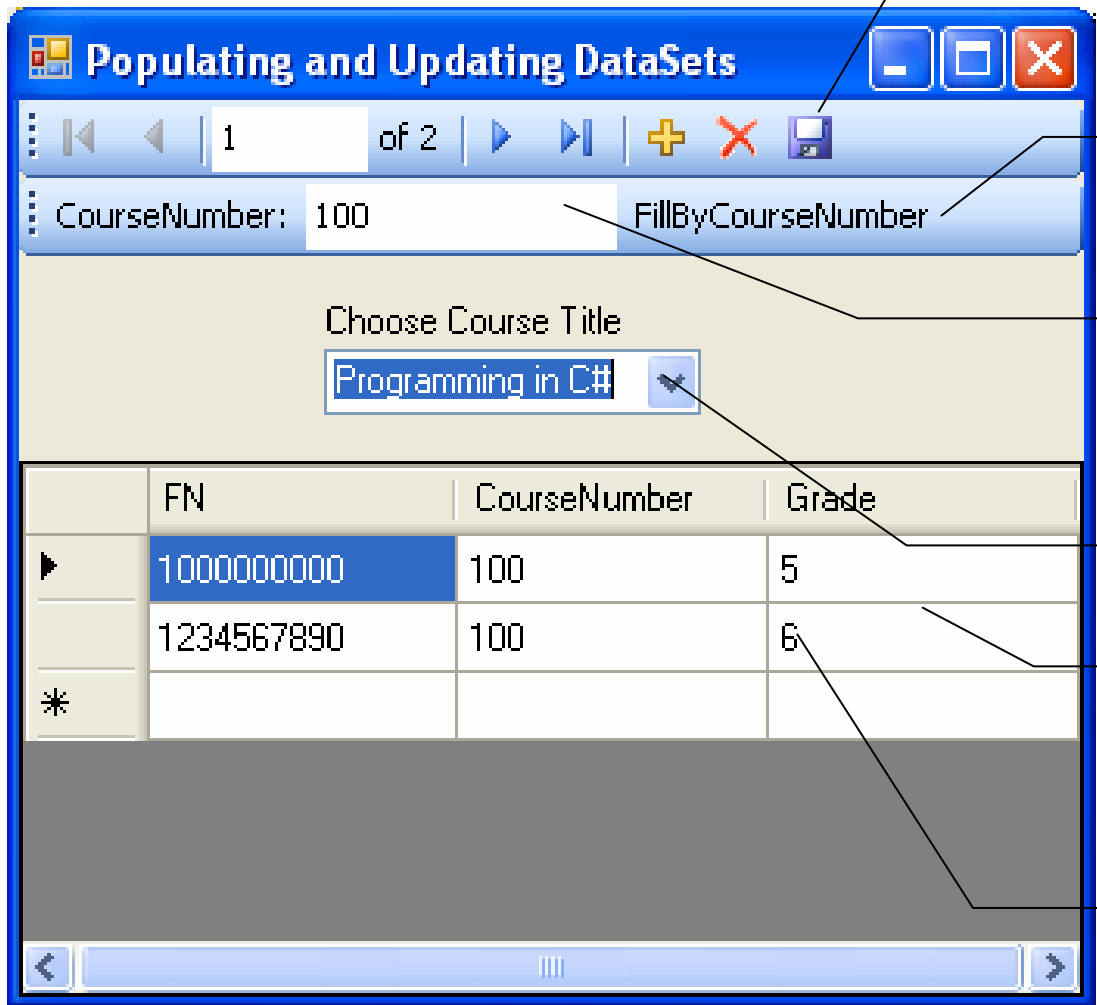 Populating and Updating DataSets
1 of 2
CourseNumber: 100 FillByCourseNumber
Choose Course Title
Programming in C#
FN CourseNumber Grade
1000000000 100 5
1234567890 100 6